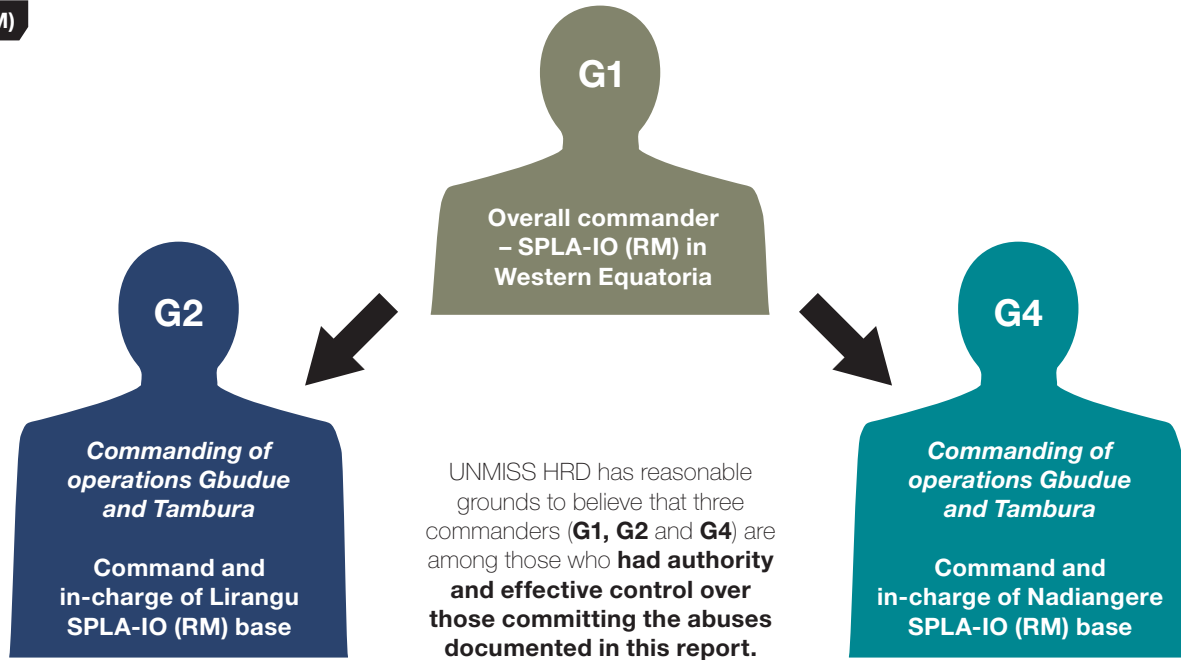 M)
G1
Overall commander
– SPLA-IO (RM) in
Western Equatoria
G2
Commanding of
operations Gbudue
and Tambura
Command and
in-charge of Lirangu
SPLA-IO (RM) base
UNMISS HRD has reasonable
grounds to believe that three
commanders (G1, G2 and G4) are
among those who had authority
and effective control over
those committing the abuses
documented in this report.
G4
Commanding of
operations Gbudue
and Tambura
Command and
in-charge of Nadiangere
SPLA-IO (RM) base